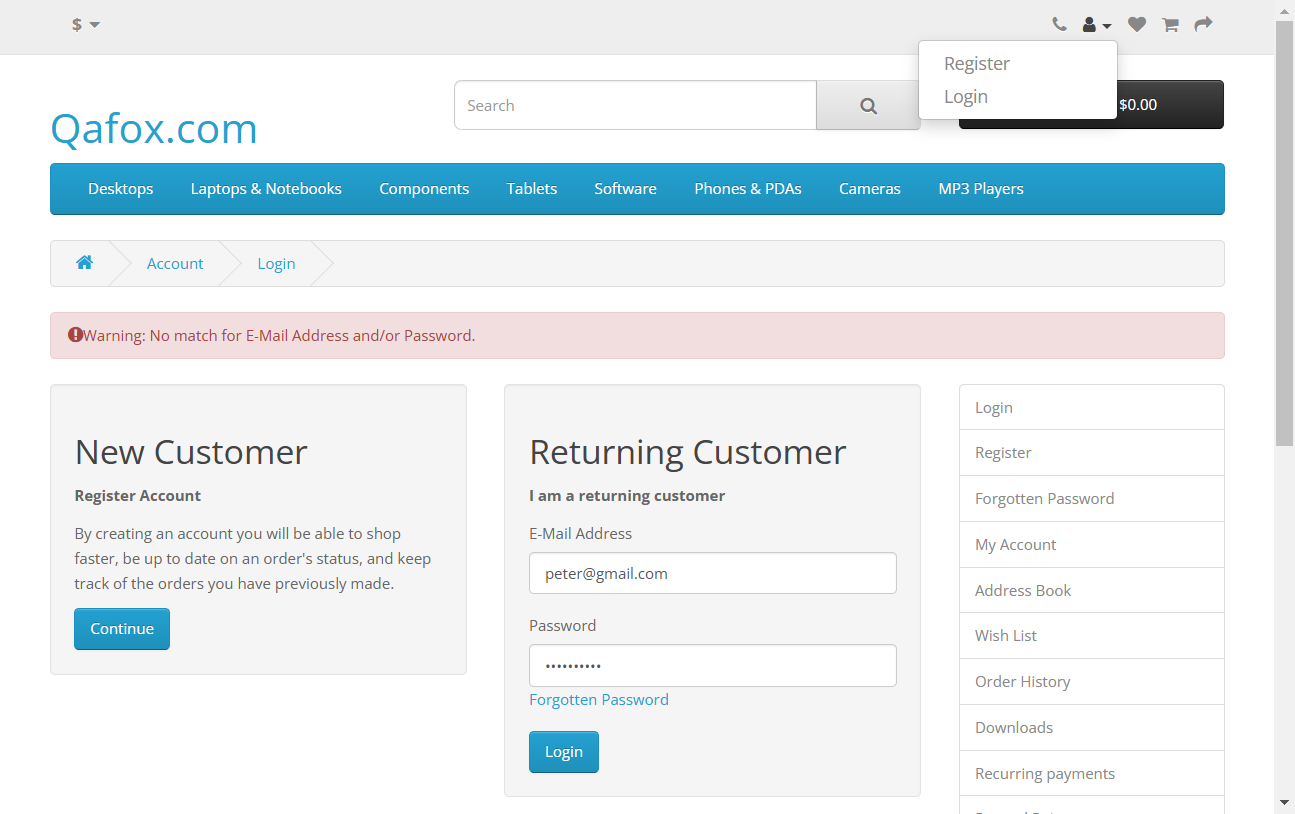 $
Register
Login
Search
$0.00
Qafox.com
Desktops
Laptops & Notebooks
Components
Tablets
Software
Phones & PDAs
Cameras
MP3 Players
Account
Login
Warning: No match for E-Mail Address and/or Password.
New Customer
Register Account
By creating an account you will be able to shop
faster, be up to date on an order's status, and keep
track of the orders you have previously made.
Continue
Returning Customer
I am a returning customer
E-Mail Address
peter@gmail.com
Password
••••••••••
Forgotten Password
Login
Login
Register
Forgotten Password
My Account
Address Book
Wish List
Order History
Downloads
Recurring payments